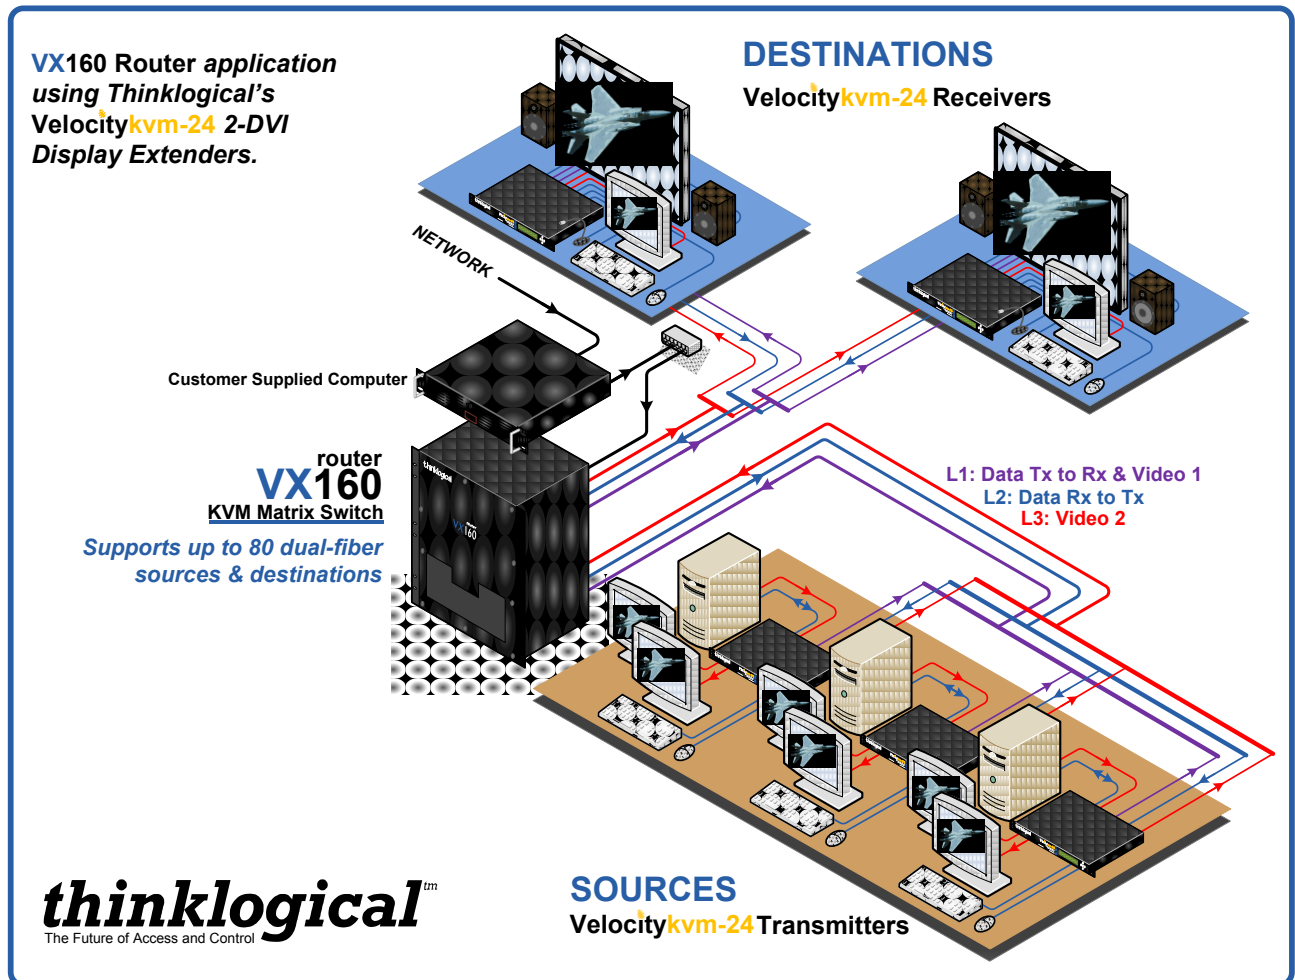 VX160 Router application
using Thinklogical's
Velocitykvm-24 2-DVI
Display Extenders.
DESTINATIONS
Velocitykvm-24 Receivers
NETWORK
Customer Supplied Computer
router
VX160
KVM Matrix Switch
Supports up to 80 dual-fiber
sources & destinations
thinklogical
Router
VX160
L1: Data Tx to Rx & Video 1
L2: Data Rx to Tx
L3: Video 2
SOURCES
Velocitykvm-24 Transmitters
thinklogical™
The Future of Access and Control